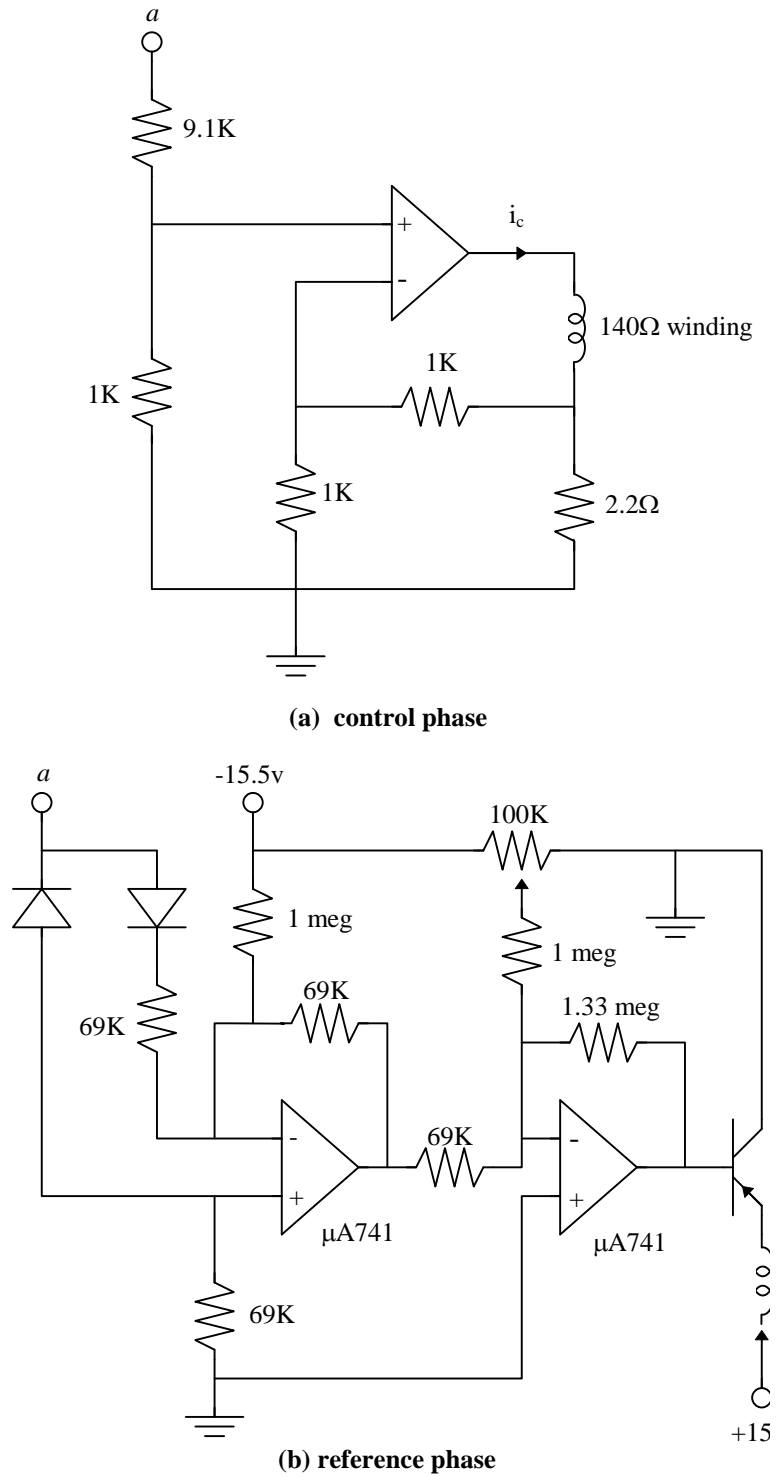 a
9.1K
i_c
+
-
140Ω winding
1K
1K
1K
2.2Ω
(a) control phase
a
-15.5v
100K
1 meg
1 meg
69K
1.33 meg
69K
-
69K
-
+
+
μA741
μA741
69K
+15
(b) reference phase